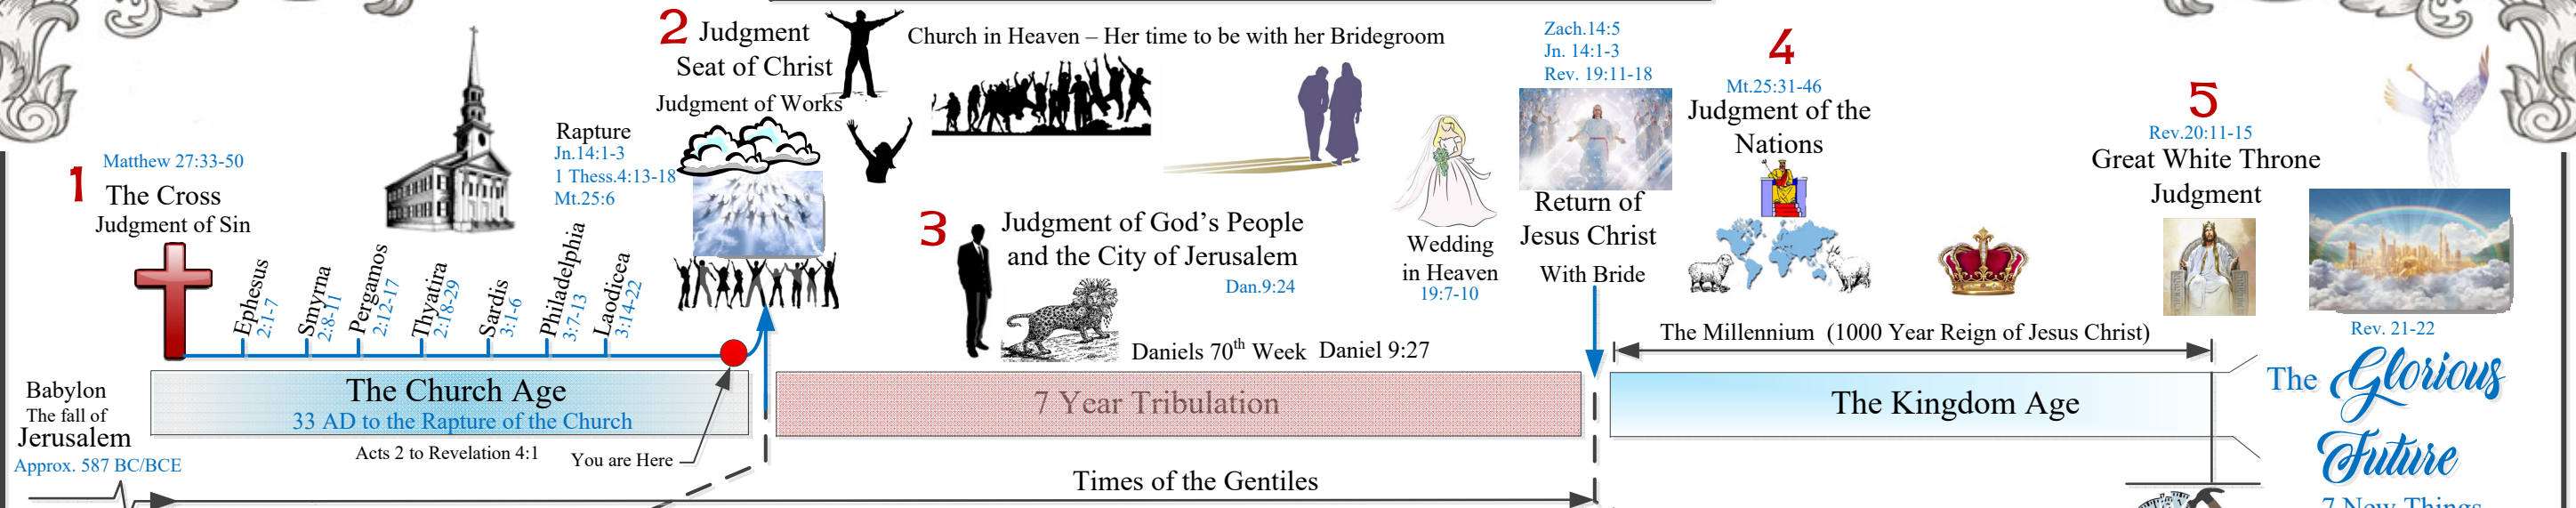 1
Matthew 27:33-50
The Cross
Judgment of Sin
Ephesus
2:1-7
Smyrna
2:8-11
Pergamos
2:12-17
Thyatira
2:18-29
Sardis
3:1-6
Philadelphia
3:7-13
Laodicea
3:14-22
Rapture
Jn.14:1-3
1 Thess.4:13-18
Mt.25:6
2 Judgment
Seat of Christ
Judgment of Works
Church in Heaven – Her time to be with her Bridegroom
3
Judgment of God's People
and the City of Jerusalem
Dan.9:24
Daniels 70th Week Daniel 9:27
Wedding
in Heaven
19:7-10
Zach.14:5
Jn. 14:1-3
Rev. 19:11-18
Return of
Jesus Christ
With Bride
4
Mt.25:31-46
Judgment of the
Nations
The Millennium (1000 Year Reign of Jesus Christ)
5
Rev.20:11-15
Great White Throne
Judgment
Rev. 21-22
The Glorious
Future
7 New Things
Babylon
The fall of
Jerusalem
Approx. 587 BC/BCE
The Church Age
33 AD to the Rapture of the Church
Acts 2 to Revelation 4:1
You are Here
7 Year Tribulation
The Kingdom Age
Times of the Gentiles